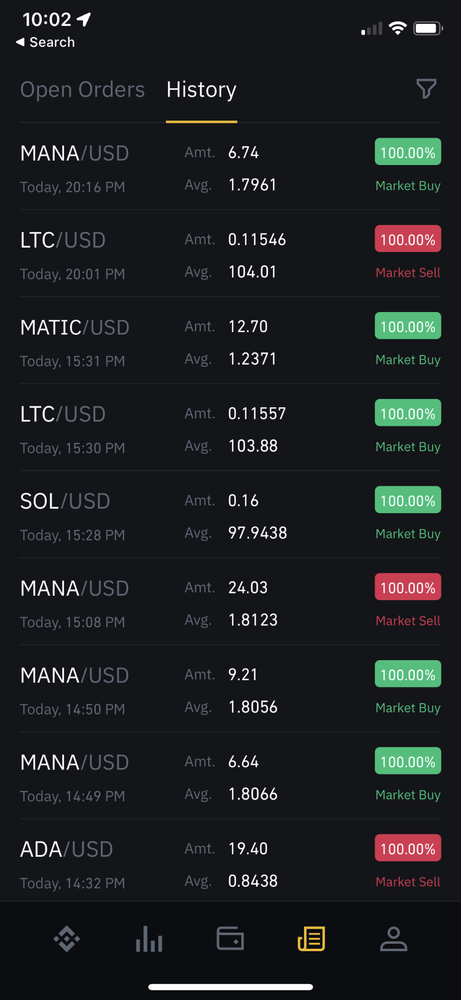 10:02
◀ Search
Open Orders History
MANA/USD Amt. 6.74 100.00%
Today, 20:16 PM Avg. 1.7961 Market Buy
LTC/USD Amt. 0.11546 100.00%
Today, 20:01 PM Avg. 104.01 Market Sell
MATIC/USD Amt. 12.70 100.00%
Today, 15:31 PM Avg. 1.2371 Market Buy
LTC/USD Amt. 0.11557 100.00%
Today, 15:30 PM Avg. 103.88 Market Buy
SOL/USD Amt. 0.16 100.00%
Today, 15:28 PM Avg. 97.9438 Market Buy
MANA/USD Amt. 24.03 100.00%
Today, 15:08 PM Avg. 1.8123 Market Sell
MANA/USD Amt. 9.21 100.00%
Today, 14:50 PM Avg. 1.8056 Market Buy
MANA/USD Amt. 6.64 100.00%
Today, 14:49 PM Avg. 1.8066 Market Buy
ADA/USD Amt. 19.40 100.00%
Today, 14:32 PM Avg. 0.8438 Market Sell